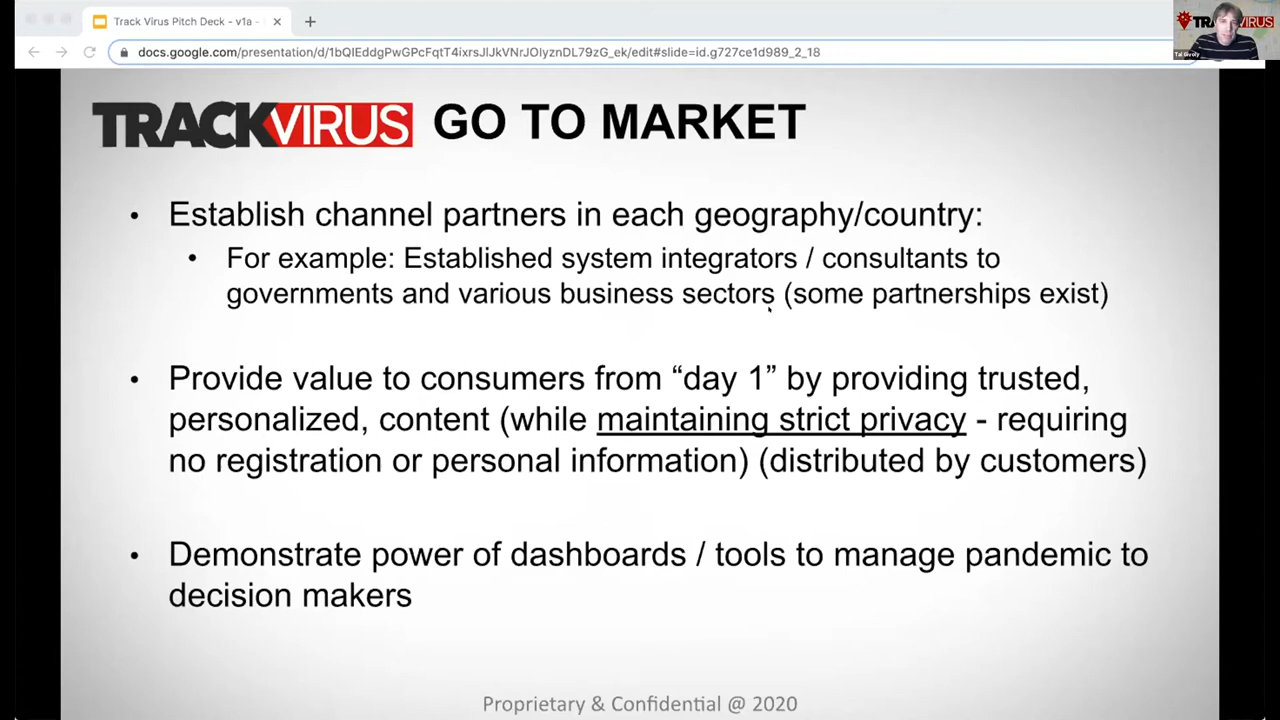 Track Virus Pitch Deck - v1a -
docs.google.com/presentation/d/1bQIEddgPwGPcFqtT4ixrsJlJkVNrJOlyznDL79zG_ek/edit#slide=id.g727ce1d989_2_18
Tal Givoly
TRACKVIRUS GO TO MARKET
• Establish channel partners in each geography/country:
• For example: Established system integrators / consultants to
governments and various business sectors (some partnerships exist)
• Provide value to consumers from “day 1” by providing trusted,
personalized, content (while maintaining strict privacy - requiring
no registration or personal information) (distributed by customers)
• Demonstrate power of dashboards / tools to manage pandemic to
decision makers
Proprietary & Confidential @ 2020